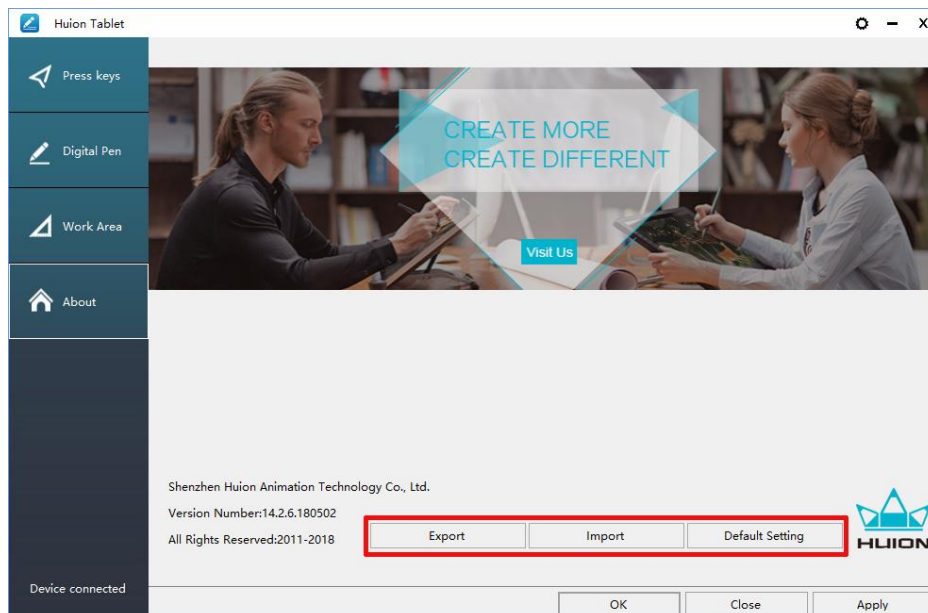 Huion Tablet
X
Press keys
Digital Pen
Work Area
About
CREATE MORE
CREATE DIFFERENT
Visit Us
Shenzhen Huion Animation Technology Co., Ltd.
Version Number:14.2.6.180502
All Rights Reserved:2011-2018
Export Import Default Setting
HUION
Device connected
OK Close Apply